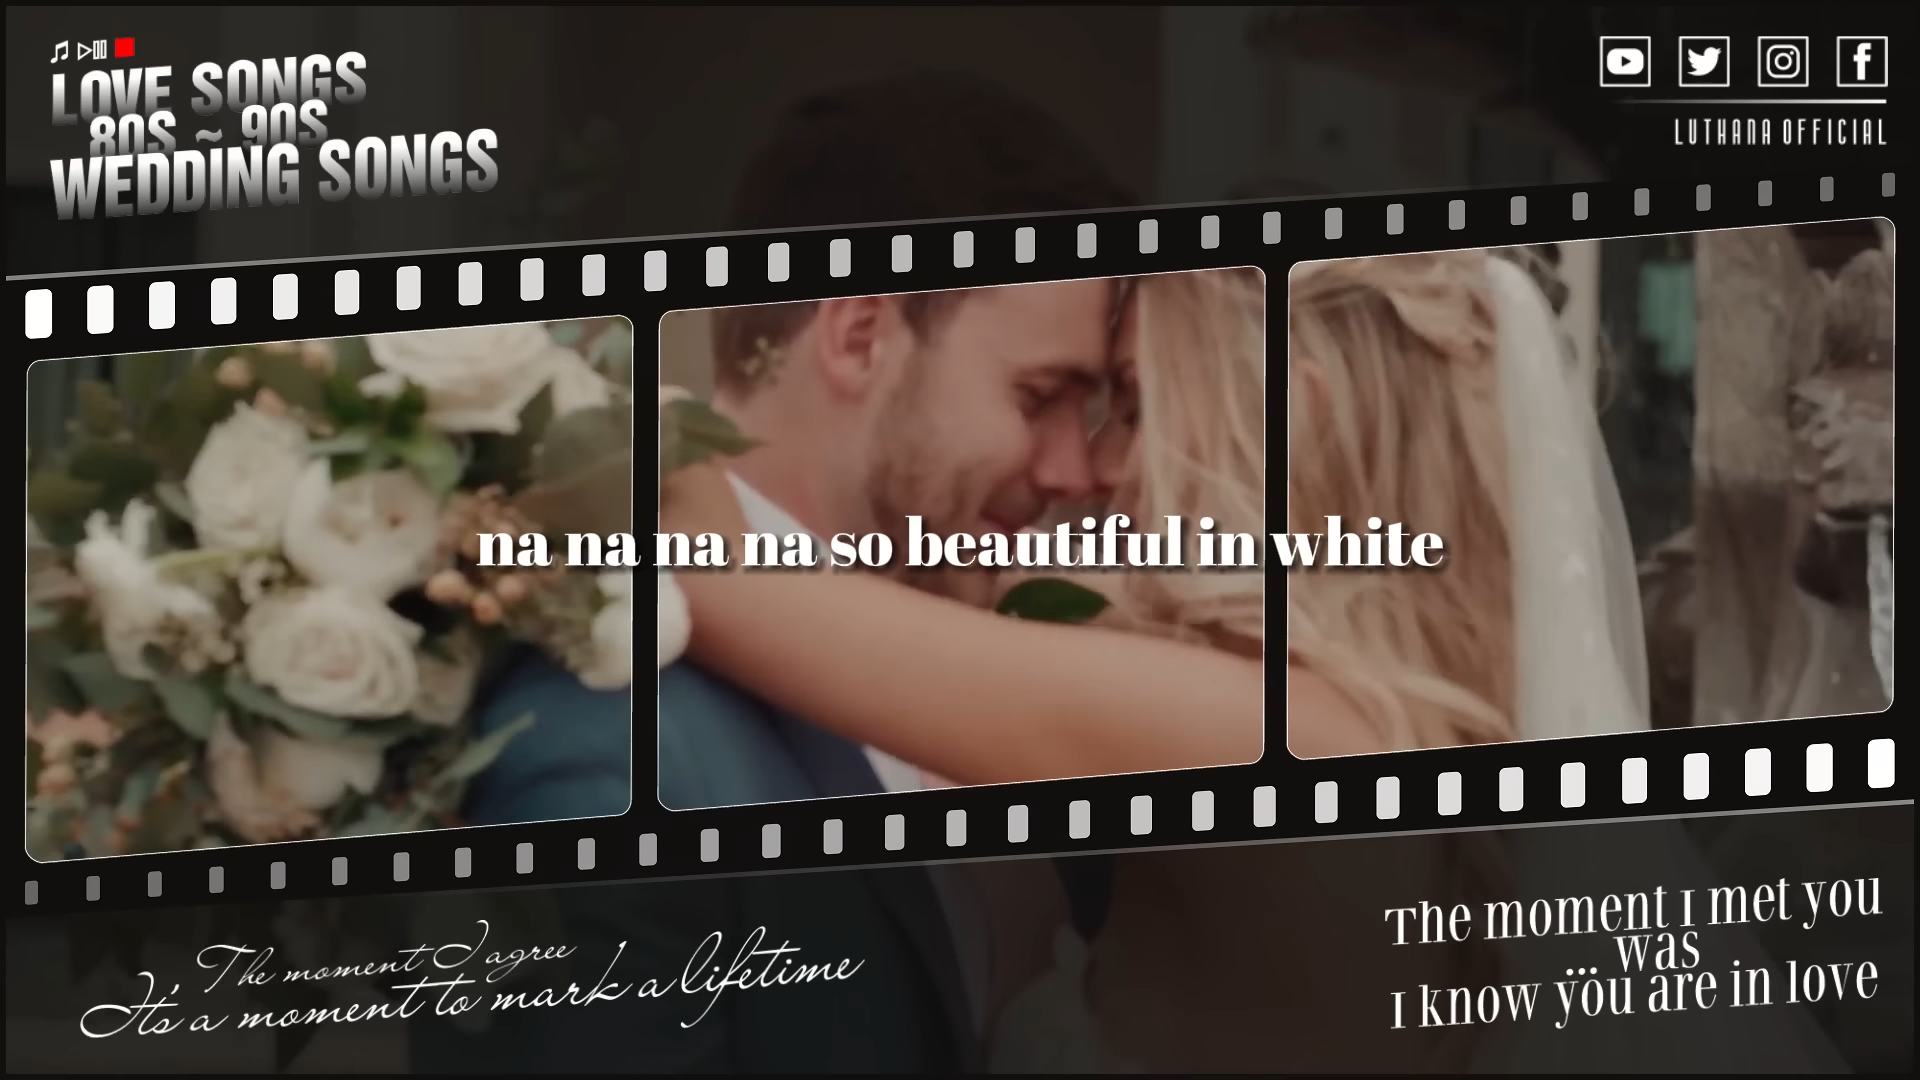 LOVE SONGS
80S ~ 90S
WEDDING SONGS
LUTHANA OFFICIAL
na na na na so beautiful in white
The moment I agree
It's a moment to mark a lifetime
The moment I met you
was
I know you are in love